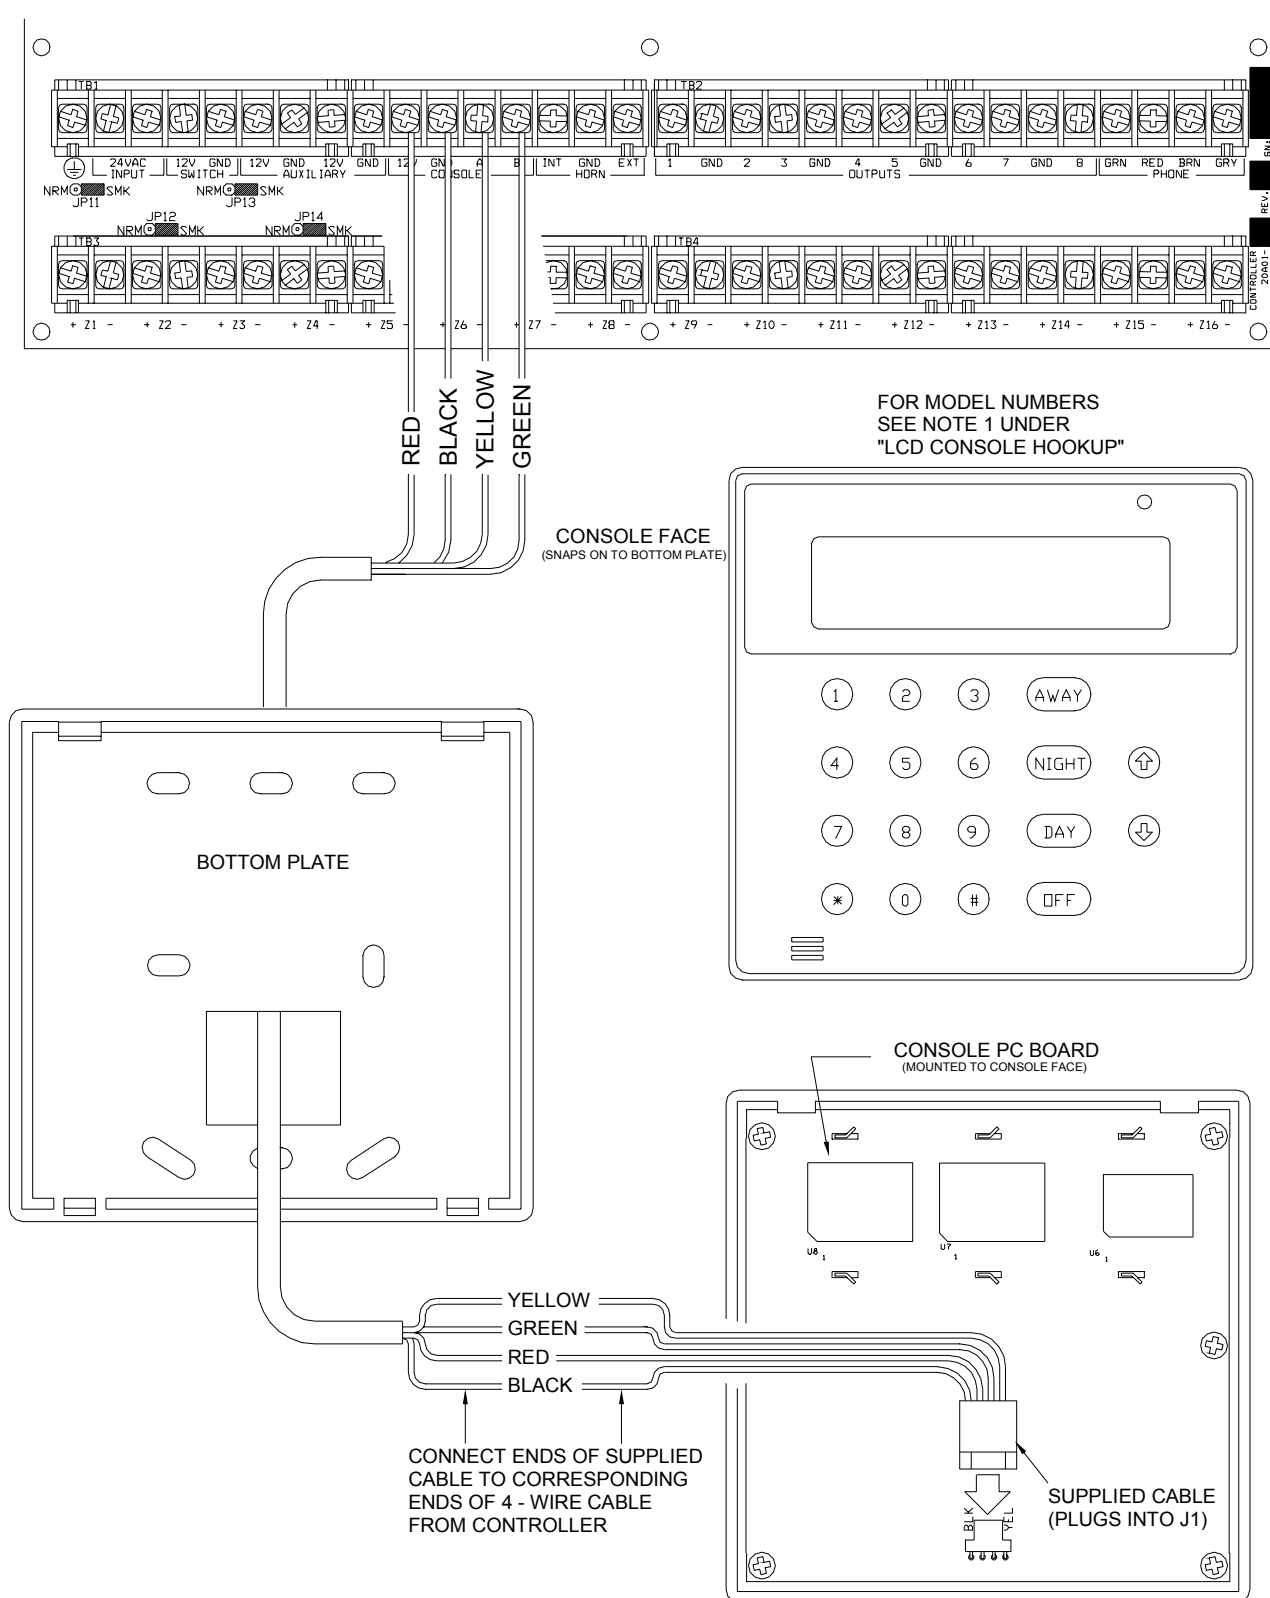 TB1
TB2
24VAC 12V GND 12V GND 12V GND 12V GND A B INT GND EXT
INPUT SWITCH AUXILIARY CONSOLE HORN
1 GND 2 3 GND 4 5 GND 6 7 GND 8 GRN RED BRN GRY
OUTPUTS PHONE
NRM SMK
JP11
NRM SMK
JP13
JP12
NRM SMK
JP14
NRM SMK
SN:
REV.
CONTROLLER
20A01-
TB3
TB4
+ Z1 - + Z2 - + Z3 - + Z4 - + Z5 - + Z6 - + Z7 - + Z8 - + Z9 - + Z10 - + Z11 - + Z12 - + Z13 - + Z14 - + Z15 - + Z16 -
RED
BLACK
YELLOW
GREEN
FOR MODEL NUMBERS
SEE NOTE 1 UNDER
"LCD CONSOLE HOOKUP"
CONSOLE FACE
(SNAPS ON TO BOTTOM PLATE)
1 2 3 AWAY
4 5 6 NIGHT
7 8 9 DAY
* 0 # OFF
BOTTOM PLATE
CONSOLE PC BOARD
(MOUNTED TO CONSOLE FACE)
U8 1
U7 1
U6 1
YELLOW
GREEN
RED
BLACK
CONNECT ENDS OF SUPPLIED
CABLE TO CORRESPONDING
ENDS OF 4 - WIRE CABLE
FROM CONTROLLER
SUPPLIED CABLE
(PLUGS INTO J1)
BLK
YEL